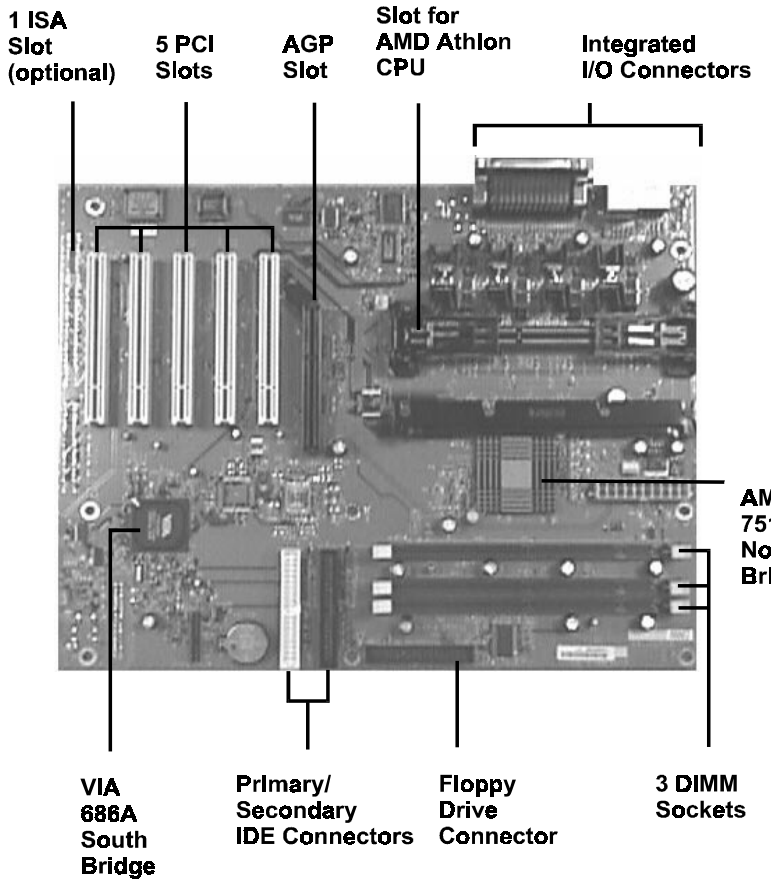 1 ISA
Slot
(optional)
5 PCI
Slots
AGP
Slot
Slot for
AMD Athlon
CPU
Integrated
I/O Connectors
VIA
686A
South
Bridge
PrImary/
Secondary
IDE Connectors
Floppy
Drive
Connector
3 DIMM
Sockets